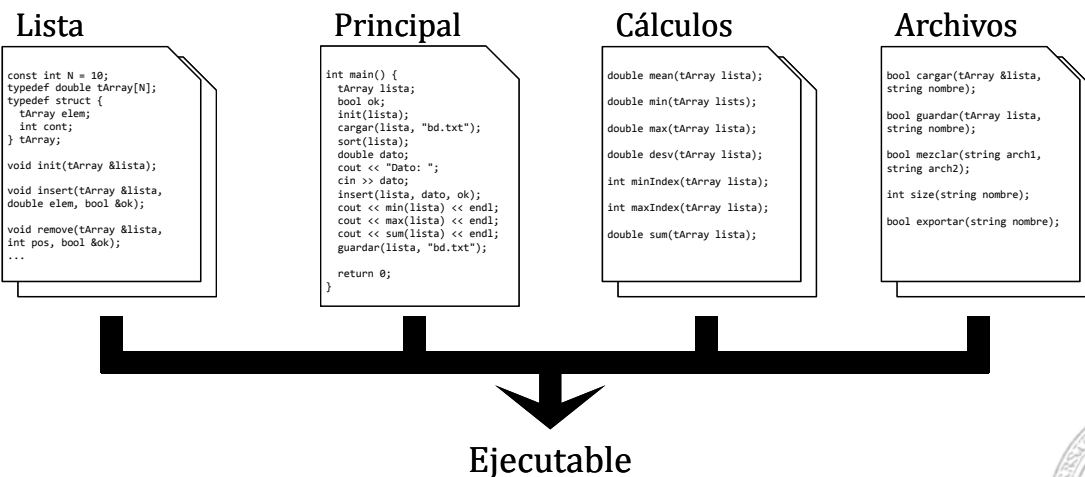 Lista
const int N = 10;
typedef double tArray[N];
typedef struct {
tArray elem;
int cont;
} tArray;
void init(tArray &lista);
void insert(tArray &lista,
double elem, bool &ok);
void remove(tArray &lista,
int pos, bool &ok);
...
Principal
int main() {
tArray lista;
bool ok;
init(lista);
cargar(lista, "bd.txt");
sort(lista);
double dato;
cout << "Dato: ";
cin >> dato;
insert(lista, dato, ok);
cout << min(lista) << endl;
cout << max(lista) << endl;
cout << sum(lista) << endl;
guardar(lista, "bd.txt");
return 0;
}
Cálculos
double mean(tArray lista);
double min(tArray lists);
double max(tArray lista);
double desv(tArray lista);
int minIndex(tArray lista);
int maxIndex(tArray lista);
double sum(tArray lista);
Archivos
bool cargar(tArray &lista,
string nombre);
bool guardar(tArray lista,
string nombre);
bool mezclar(string arch1,
string arch2);
int size(string nombre);
bool exportar(string nombre);
Ejecutable